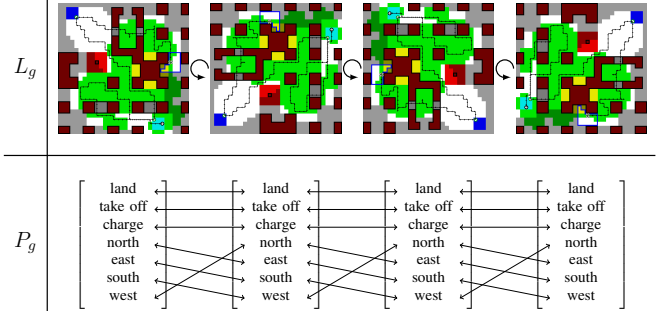 L_g
P_g
land land land land
take off take off take off take off
charge charge charge charge
north north north north
east east east east
south south south south
west west west west